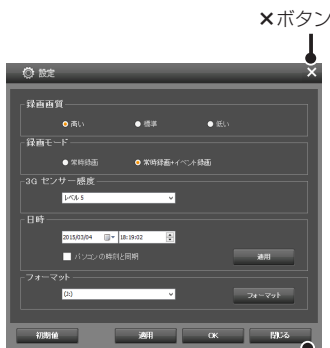 ×ボタン
設定 ×
録画画質
高い 標準 低い
録画モード
常時録画 常時録画+イベント録画
3G センサー感度
レベル 5
日時
2015/03/04 18:19:02
パソコンの時刻と同期 適用
フォーマット
(J:) フォーマット
初期値 適用 OK 閉じる